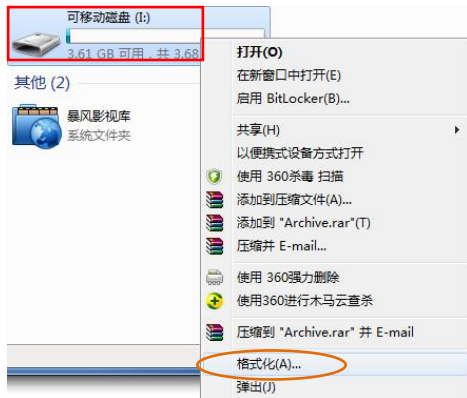 可移动磁盘 (I:)
3.61 GB 可用，共 3.68
其他 (2)
暴风影视库
系统文件夹
打开(O)
在新窗口中打开(E)
启用 BitLocker(B)...
共享(H)
以便携式设备方式打开
使用 360杀毒 扫描
添加到压缩文件(A)...
添加到 "Archive.rar"(T)
压缩并 E-mail...
使用 360强力删除
使用360进行木马云查杀
压缩到 "Archive.rar" 并 E-mail
格式化(A)...
弹出(J)